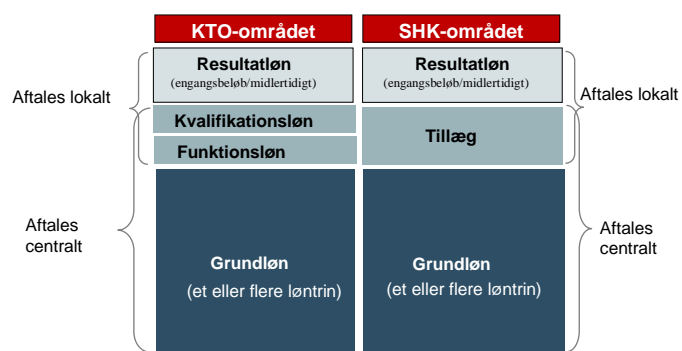 KTO-området
SHK-området
Resultatløn
(engangsbeløb/midlertidigt)
Resultatløn
(engangsbeløb/midlertidigt)
Aftales lokalt
Aftales lokalt
Kvalifikationsløn
Funktionsløn
Tillæg
Aftales
centralt
Aftales
centralt
Grundløn
(et eller flere løntrin)
Grundløn
(et eller flere løntrin)